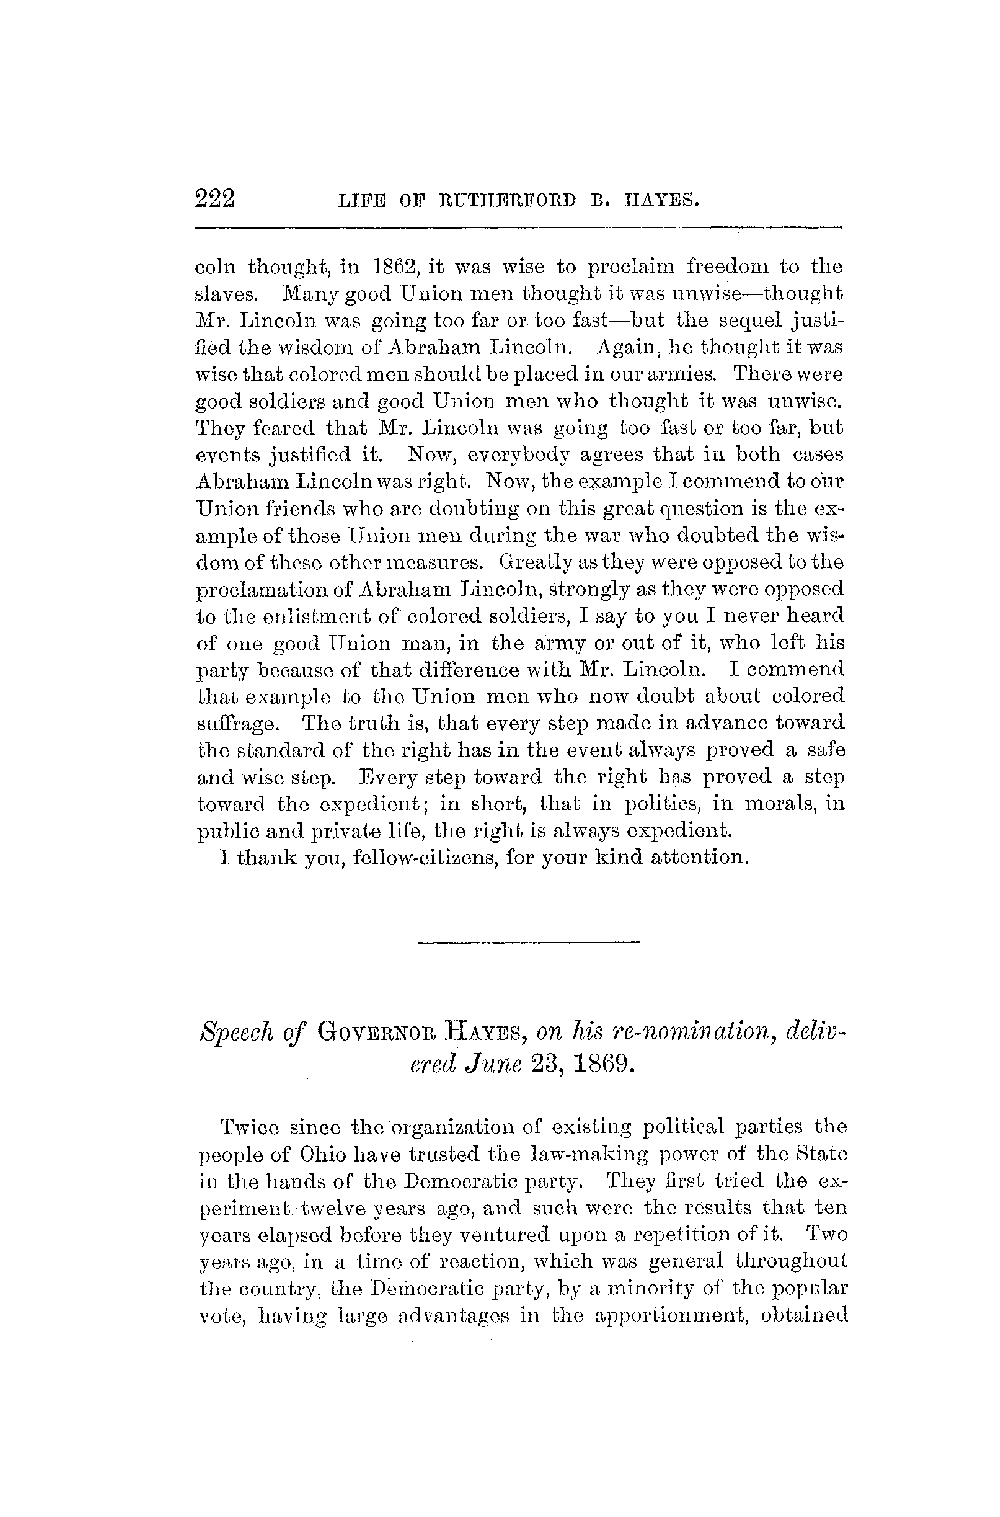 222 LIFE OF RUTHERFORD B. HAYES.
coln thought, in 1862, it was wise to proclaim freedom to the
slaves. Many good Union men thought it was unwise—thought
Mr. Lincoln was going too far or too fast—but the sequel justi-
fied the wisdom of Abraham Lincoln. Again, he thought it was
wise that colored men should be placed in our armies. There were
good soldiers and good Union men who thought it was unwise.
They feared that Mr. Lincoln was going too fast or too far, but
events justified it. Now, everybody agrees that in both cases
Abraham Lincoln was right. Now, the example I commend to our
Union friends who are doubting on this great question is the ex-
ample of those Union men during the war who doubted the wis-
dom of these other measures. Greatly as they were opposed to the
proclamation of Abraham Lincoln, strongly as they were opposed
to the enlistment of colored soldiers, I say to you I never heard
of one good Union man, in the army or out of it, who left his
party because of that difference with Mr. Lincoln. I commend
that example to the Union men who now doubt about colored
suffrage. The truth is, that every step made in advance toward
the standard of the right has in the event always proved a safe
and wise step. Every step toward the right has proved a step
toward the expedient; in short, that in politics, in morals, in
public and private life, the right is always expedient.
I thank you, fellow-citizens, for your kind attention.
Speech of GOVERNOR HAYES, on his re-nomination, deliv-
ered June 23, 1869.
Twice since the organization of existing political parties the
people of Ohio have trusted the law-making power of the State
in the hands of the Democratic party. They first tried the ex-
periment twelve years ago, and such were the results that ten
years elapsed before they ventured upon a repetition of it. Two
years ago, in a time of reaction, which was general throughout
the country, the Democratic party, by a minority of the popular
vote, having large advantages in the apportionment, obtained